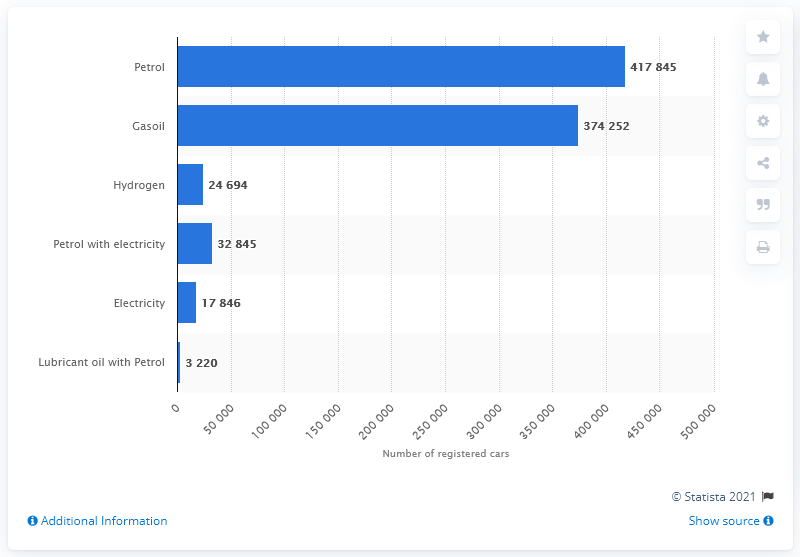 Petrol 417 845
Gasoil 374 252
Hydrogen 24 694
Petrol with electricity 32 845
Electricity 17 846
Lubricant oil with Petrol 3 220
0 50 000 100 000 150 000 200 000 250 000 300 000 350 000 400 000 450 000 500 000
Number of registered cars
© Statista 2021
Additional Information Show source